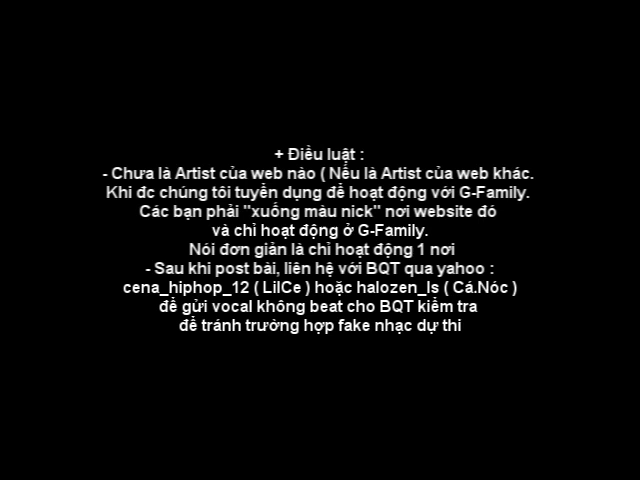 + Điều luật :
- Chưa là Artist của web nào ( Nếu là Artist của web khác.
Khi đc chúng tôi tuyển dụng để hoạt động với G-Family.
Các bạn phải "xuống màu nick" nơi website đó
và chỉ hoạt động ở G-Family.
Nói đơn giản là chỉ hoạt động 1 nơi
- Sau khi post bài, liên hệ với BQT qua yahoo :
cena_hiphop_12 ( LilCe ) hoặc halozen_ls ( Cá.Nóc )
để gửi vocal không beat cho BQT kiểm tra
để tránh trường hợp fake nhạc dự thi